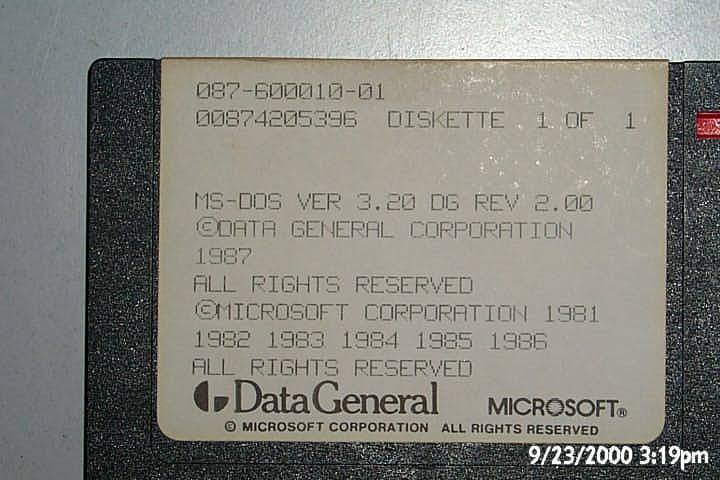 087-600010-01
00874205396 DISKETTE 1 OF 1
MS-DOS VER 3.20 DG REV 2.00
©DATA GENERAL CORPORATION
1987
ALL RIGHTS RESERVED
©MICROSOFT CORPORATION 1981
1982 1983 1984 1985 1986
ALL RIGHTS RESERVED
DataGeneral MICROSOFT®
© MICROSOFT CORPORATION ALL RIGHTS RESERVED
9/23/2000 3:19pm